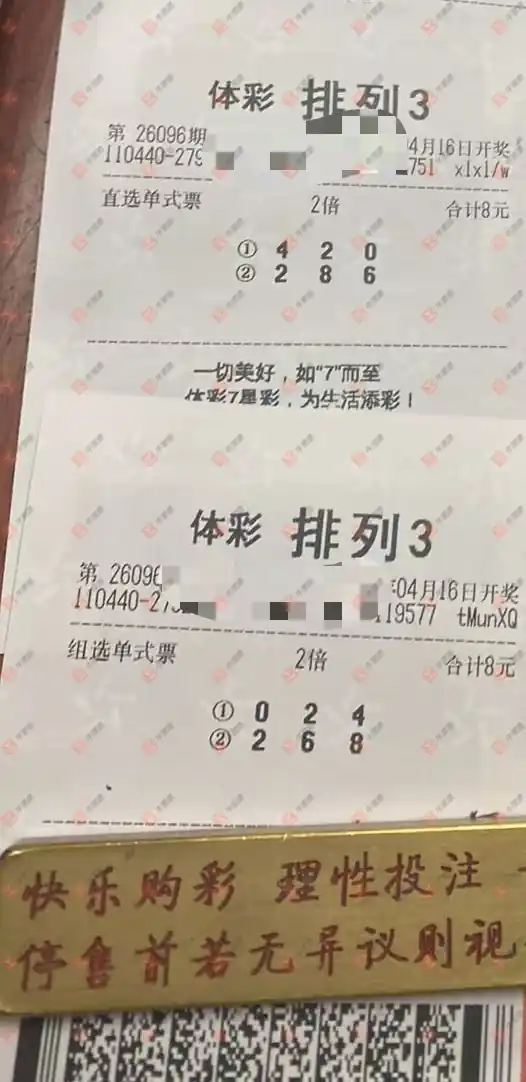 体彩 排列3
第 26096期 4月16日开奖
110440-279 751 x1x1/w
直选单式票 2倍 合计8元
① 4 2 0
② 2 8 6
一切美好，如“7”而至
体彩7星彩，为生活添彩！
体彩 排列3
第 2609 :04月16日开奖
110440-27 19577 tMunXQ
组选单式票 2倍 合计8元
① 0 2 4
② 2 6 8
快乐购彩 理性投注
停售前若无异议则视